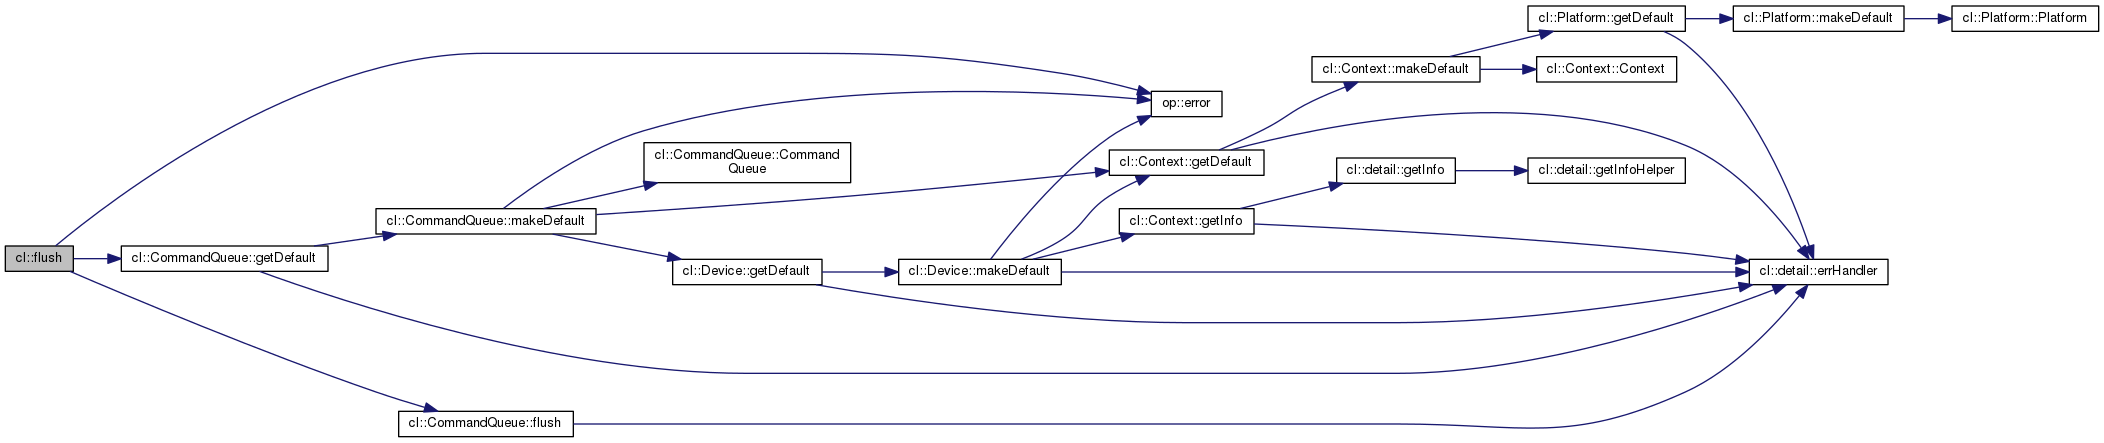 cl::Platform::getDefault
cl::Platform::makeDefault
cl::Platform::Platform
cl::Context::makeDefault
cl::Context::Context
op::error
cl::CommandQueue::Command
Queue
cl::Context::getDefault
cl::detail::getInfo
cl::detail::getInfoHelper
cl::CommandQueue::makeDefault
cl::Context::getInfo
cl::flush
cl::CommandQueue::getDefault
cl::Device::getDefault
cl::Device::makeDefault
cl::detail::errHandler
cl::CommandQueue::flush